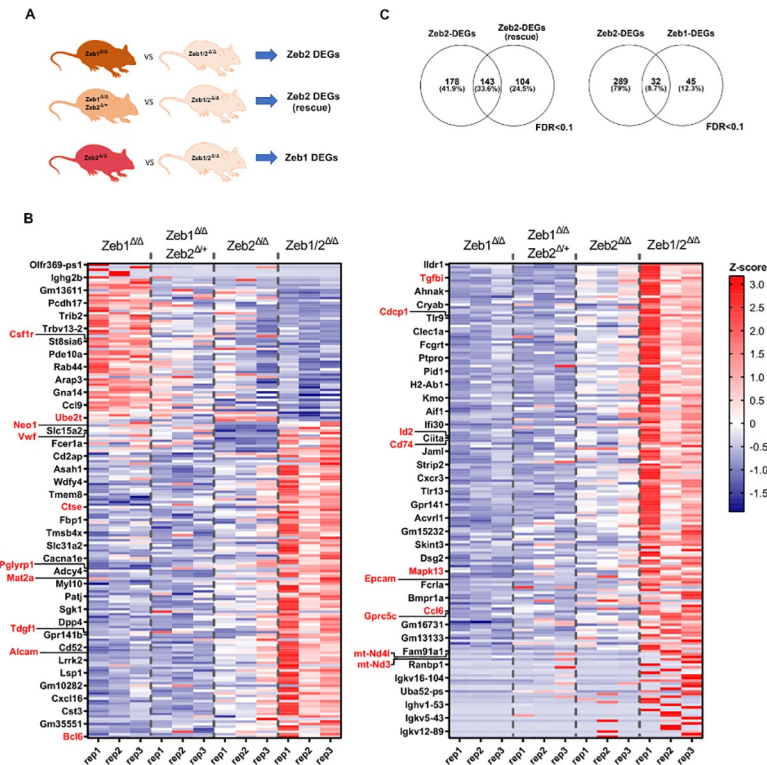 A
Zeb1Δ/Δ
VS
Zeb1/2Δ/Δ
Zeb2 DEGs
Zeb1Δ/Δ
Zeb2Δ/+
VS
Zeb1/2Δ/Δ
Zeb2 DEGs
(rescue)
Zeb2Δ/Δ
VS
Zeb1/2Δ/Δ
Zeb1 DEGs
C
Zeb2-DEGs
Zeb2-DEGs
(rescue)
178
(41.9%)
143
(33.6%)
104
(24.5%)
FDR<0.1
Zeb2-DEGs
Zeb1-DEGs
289
(79%)
32
(8.7%)
45
(12.3%)
FDR<0.1
B
Zeb1Δ/Δ
Zeb1Δ/Δ
Zeb2Δ/+
Zeb2Δ/Δ
Zeb1/2Δ/Δ
Olfr369-ps1
Ighg2b
Gm13611
Pcdh17
Trib2
Trbv13-2
Csf1r
St8sia6
Pde10a
Rab44
Arap3
Gna14
Ccl9
Ube2t
Neo1
Slc15a2
Vwf
Fcer1a
Cd2ap
Asah1
Wdfy4
Tmem8
Ctse
Fbp1
Tmsb4x
Slc31a2
Cacna1e
Pglyrp1
Adcy4
Mat2a
Myl10
Patj
Sgk1
Dpp4
Tdgf1
Gpr141b
Cd52
Alcam
Lrrk2
Lsp1
Gm10282
Cxcl16
Cst3
Gm35551
Bcl6
rep1
rep2
rep3
rep1
rep2
rep3
rep1
rep2
rep3
rep1
rep2
rep3
Zeb1Δ/Δ
Zeb1Δ/Δ
Zeb2Δ/+
Zeb2Δ/Δ
Zeb1/2Δ/Δ
Ildr1
Tgfbi
Ahnak
Cryab
Cdcp1
Tlr9
Clec1a
Fcgrt
Ptpro
Pid1
H2-Ab1
Kmo
Aif1
Ifi30
Id2
Ciita
Cd74
Jaml
Strip2
Cxcr3
Tlr13
Gpr141
Acvrl1
Gm15232
Skint3
Dsg2
Mapk13
Epcam
Fcrla
Bmpr1a
Ccl6
Gprc5c
Gm16731
Gm13133
mt-Nd4l
Fam91a1
mt-Nd3
Ranbp1
Igkv16-104
Uba52-ps
Ighv1-53
Igkv5-43
Igkv12-89
rep1
rep2
rep3
rep1
rep2
rep3
rep1
rep2
rep3
rep1
rep2
rep3
Z-score
3.0
2.5
2.0
1.5
1.0
0.5
0
-0.5
-1.0
-1.5